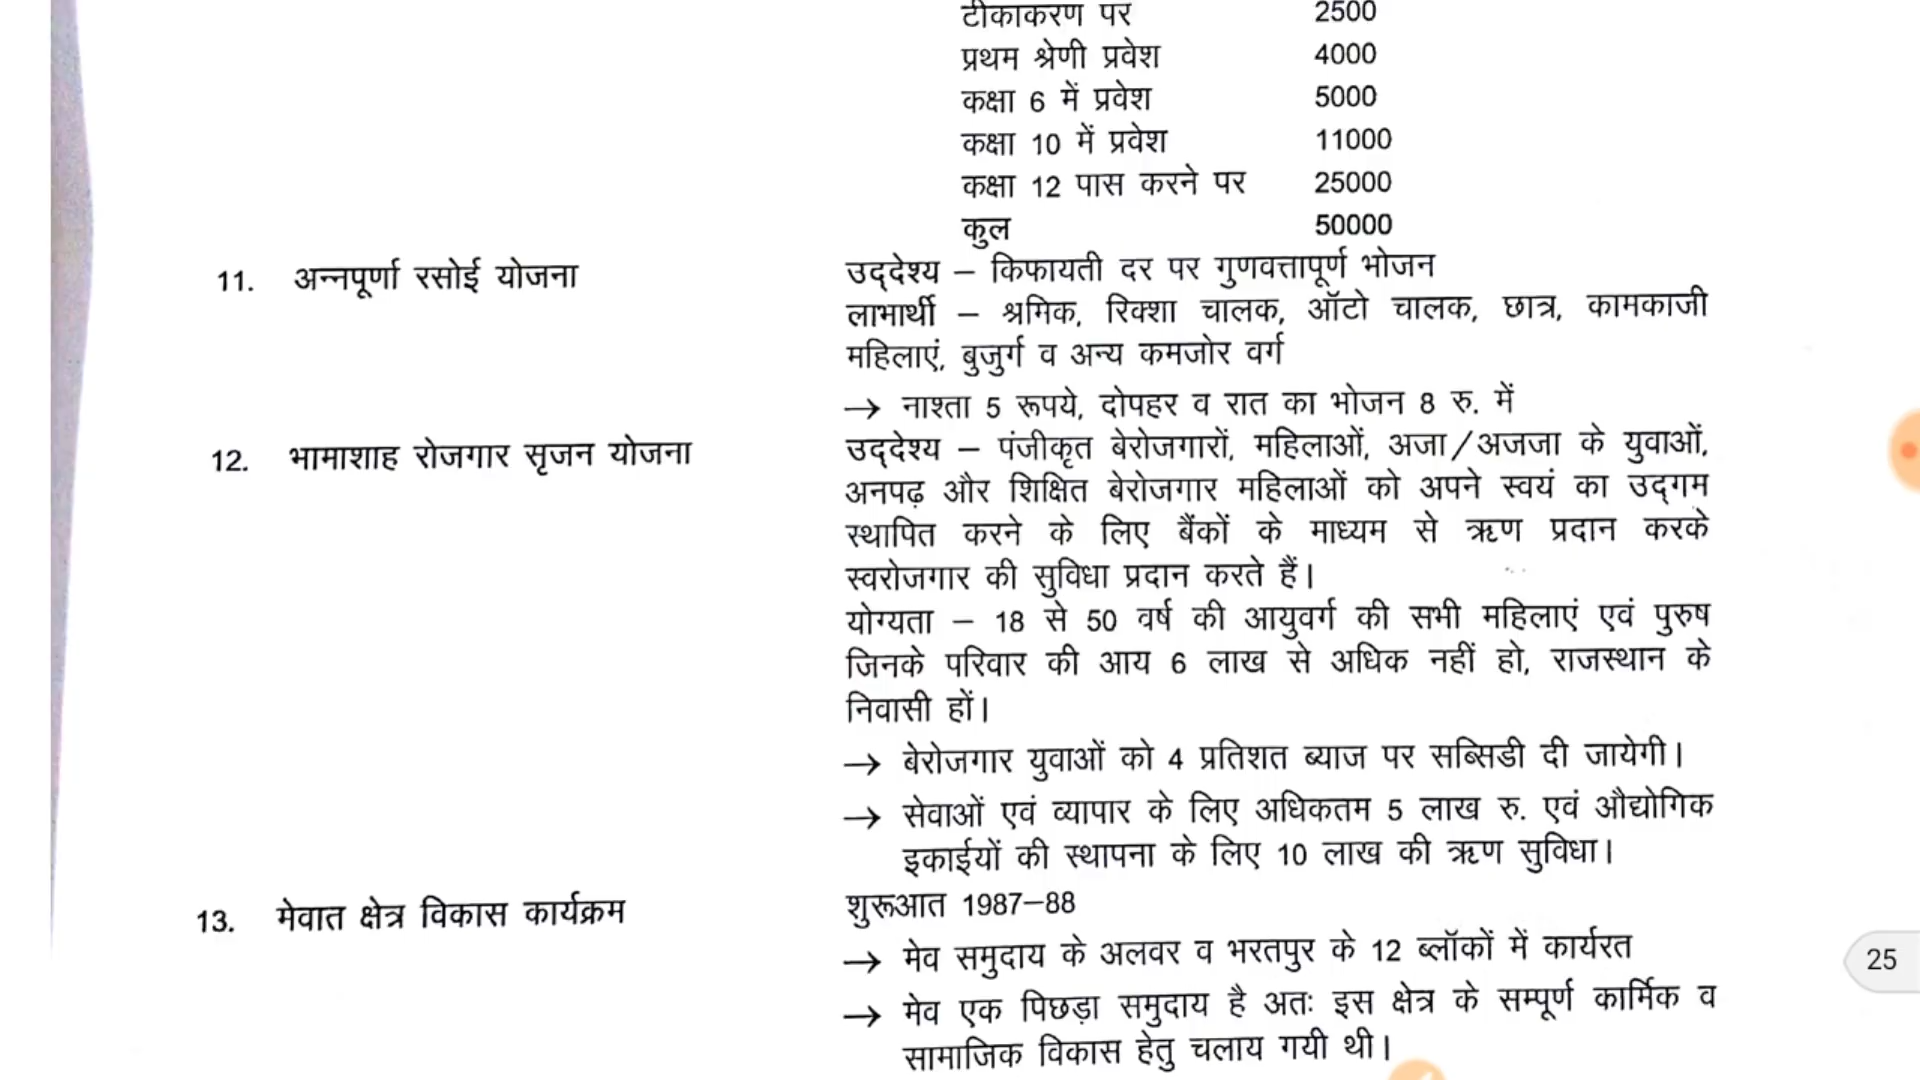 टीकाकरण पर 2500
प्रथम श्रेणी प्रवेश 4000
कक्षा 6 में प्रवेश 5000
कक्षा 10 में प्रवेश 11000
कक्षा 12 पास करने पर 25000
कुल 50000
11. अन्नपूर्णा रसोई योजना उद्देश्य – किफायती दर पर गुणवत्तापूर्ण भोजन
लाभार्थी – श्रमिक, रिक्शा चालक, ऑटो चालक, छात्र, कामकाजी
महिलाएं, बुजुर्ग व अन्य कमजोर वर्ग
→ नाश्ता 5 रूपये, दोपहर व रात का भोजन 8 रु. में
12. भामाशाह रोजगार सृजन योजना उद्देश्य – पंजीकृत बेरोजगारों, महिलाओं, अजा/अजजा के युवाओं,
अनपढ़ और शिक्षित बेरोजगार महिलाओं को अपने स्वयं का उद्गम
स्थापित करने के लिए बैंकों के माध्यम से ऋण प्रदान करके
स्वरोजगार की सुविधा प्रदान करते हैं।
योग्यता – 18 से 50 वर्ष की आयुवर्ग की सभी महिलाएं एवं पुरुष
जिनके परिवार की आय 6 लाख से अधिक नहीं हो, राजस्थान के
निवासी हों।
→ बेरोजगार युवाओं को 4 प्रतिशत ब्याज पर सब्सिडी दी जायेगी।
→ सेवाओं एवं व्यापार के लिए अधिकतम 5 लाख रु. एवं औद्योगिक
इकाईयों की स्थापना के लिए 10 लाख की ऋण सुविधा।
13. मेवात क्षेत्र विकास कार्यक्रम शुरूआत 1987–88
→ मेव समुदाय के अलवर व भरतपुर के 12 ब्लॉकों में कार्यरत
→ मेव एक पिछड़ा समुदाय है अतः इस क्षेत्र के सम्पूर्ण कार्मिक व
सामाजिक विकास हेतु चलाय गयी थी।
25